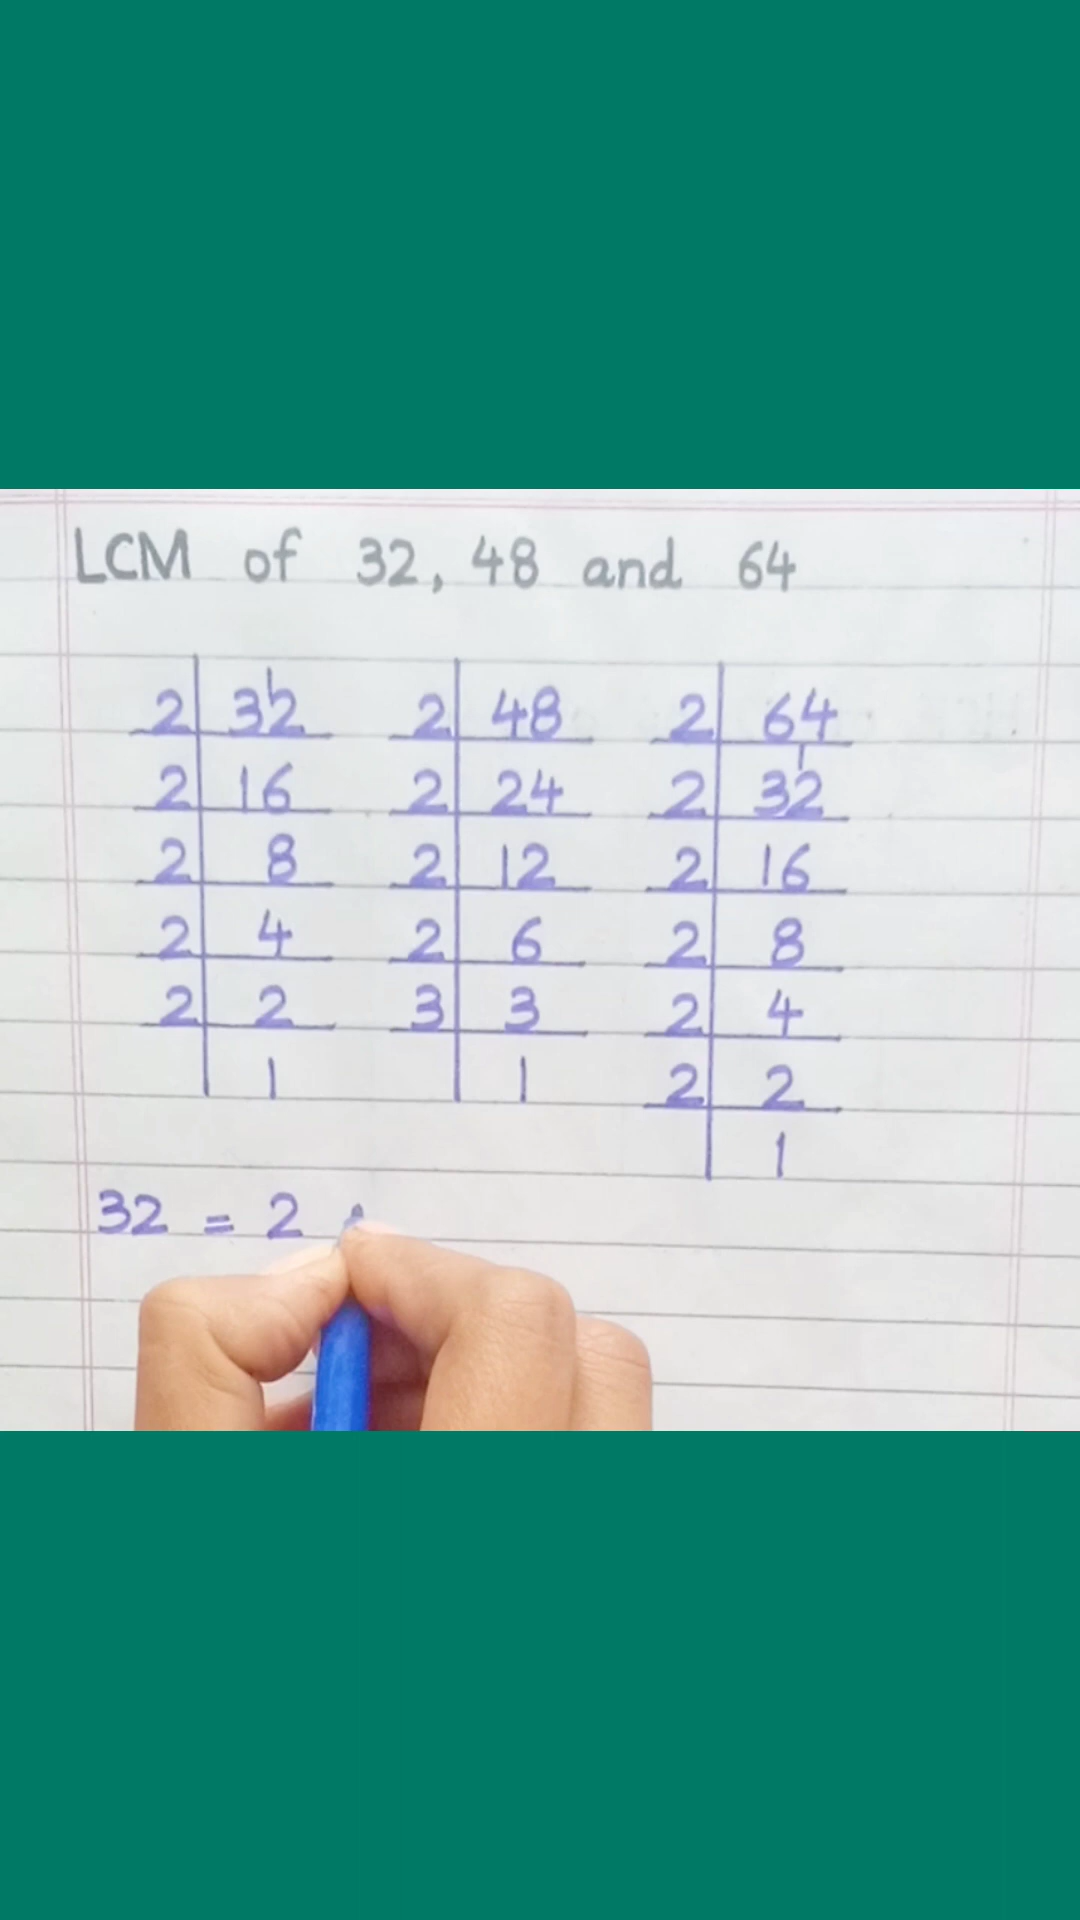 LCM of 32, 48 and 64
2 32 2 48 2 64
2 16 2 24 2 32
2 8 2 12 2 16
2 4 2 6 2 8
2 2 3 3 2 4
1 1 2 2
1
32 = 2